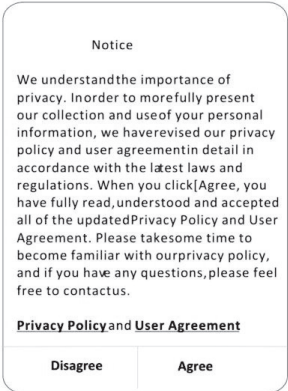 Notice
We understandthe importance of
privacy. Inorder to morefully present
our collection and useof your personal
information, we haverevised our privacy
policy and user agreementin detail in
accordance with the latest laws and
regulations. When you click[Agree, you
have fully read,understood and accepted
all of the updatedPrivacy Policy and User
Agreement. Please takesome time to
become familiar with ourprivacy policy,
and if you have any questions,please feel
free to contactus.
Privacy Policy and User Agreement
Disagree Agree